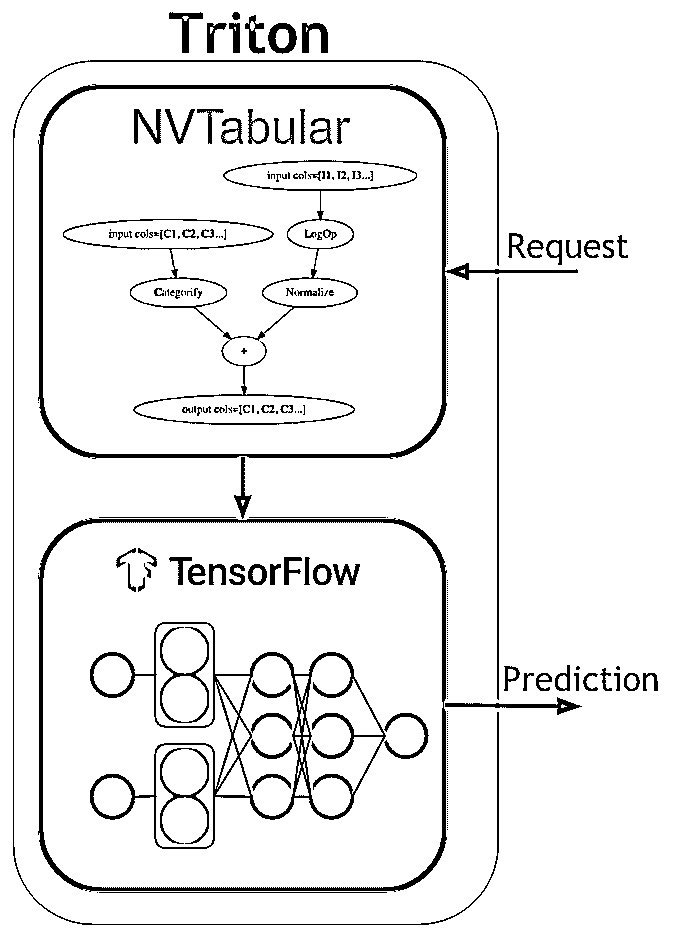 Triton
NVTabular
input cols=[I1, I2, I3...]
input cols=[C1, C2, C3...]
LogOp
Request
Categorify
Normalize
+
output cols=[C1, C2, C3...]
TensorFlow
Prediction